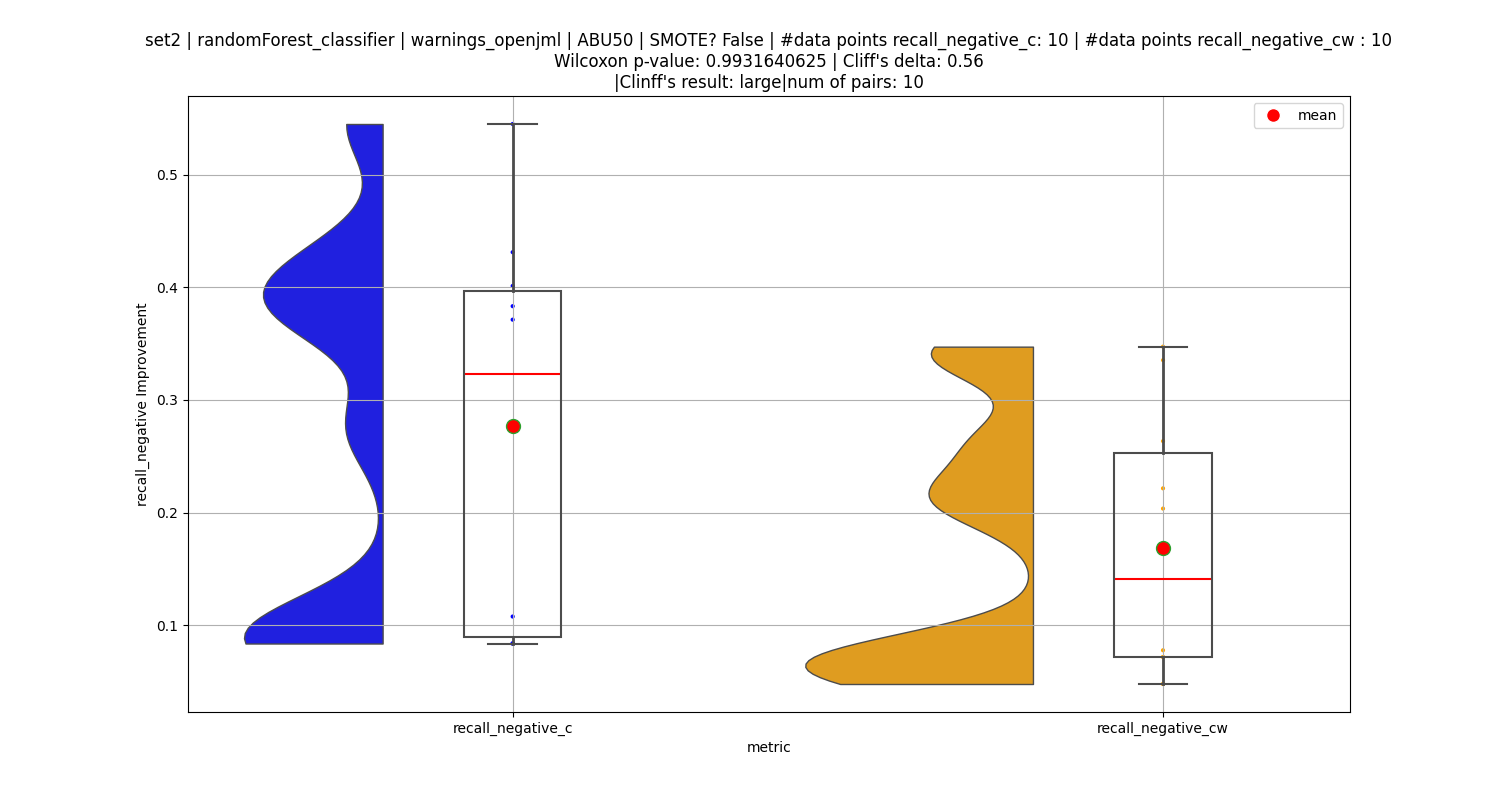 set2 | randomForest_classifier | warnings_openjml | ABU50 | SMOTE? False | #data points recall_negative_c: 10 | #data points recall_negative_cw : 10
Wilcoxon p-value: 0.9931640625 | Cliff's delta: 0.56
|Clinff's result: large|num of pairs: 10
mean
0.5
0.4
0.3
0.2
0.1
recall_negative Improvement
recall_negative_c
recall_negative_cw
metric